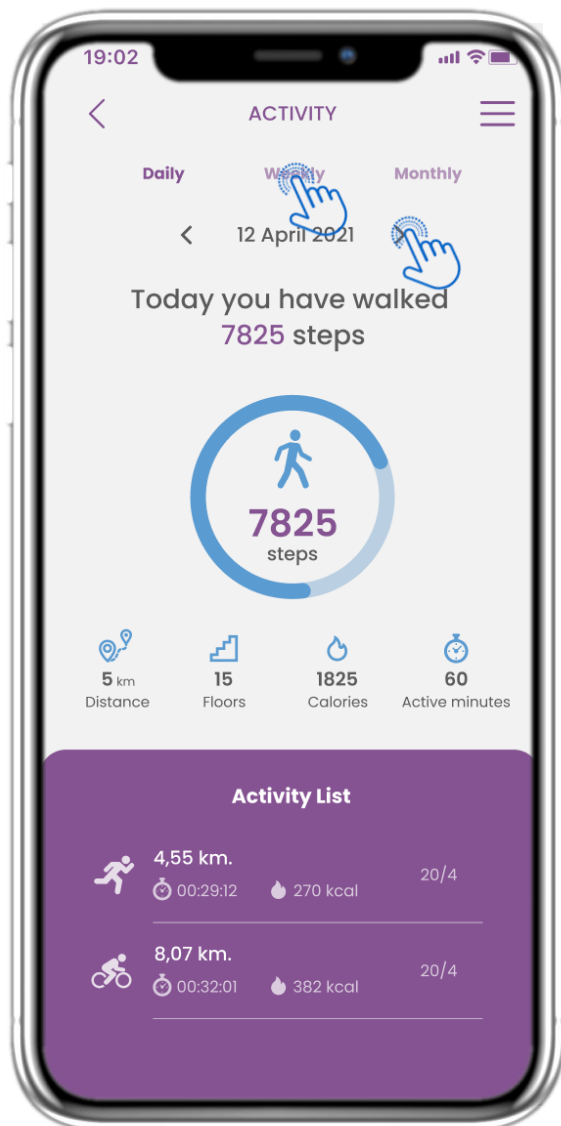 19:02
ACTIVITY
Daily Weekly Monthly
12 April 2021
Today you have walked
7825 steps
7825
steps
5 km 15 1825 60
Distance Floors Calories Active minutes
Activity List
4,55 km.
20/4
00:29:12 270 kcal
8,07 km.
20/4
00:32:01 382 kcal